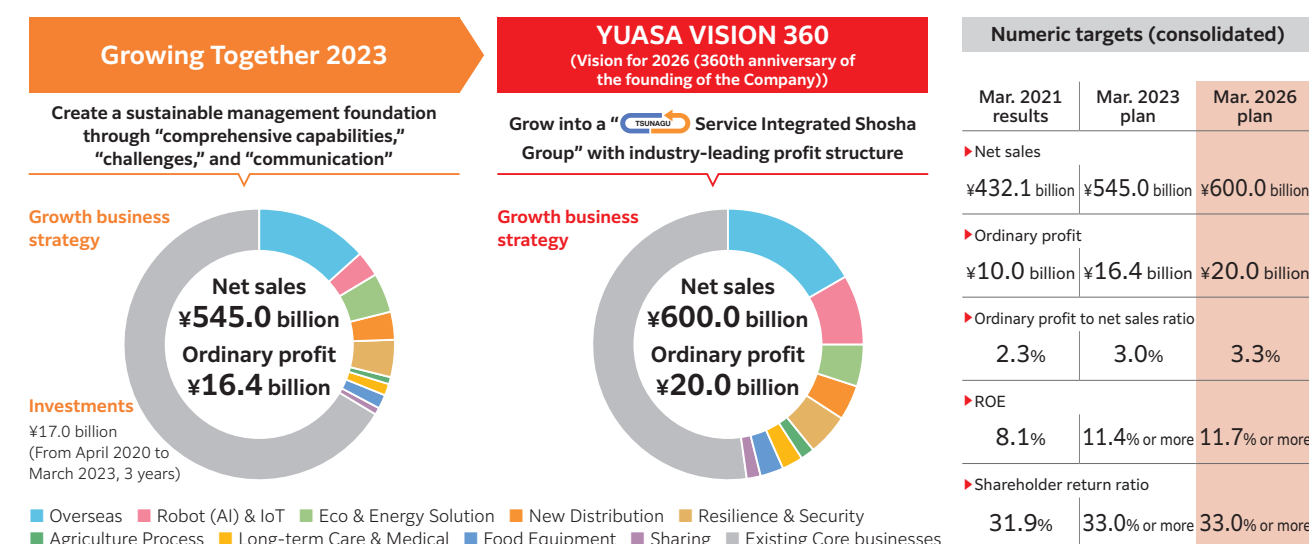 Growing Together 2023
Create a sustainable management foundation
through “comprehensive capabilities,”
“challenges,” and “communication”
Growth business
strategy
Net sales
¥545.0 billion
Ordinary profit
¥16.4 billion
Investments
¥17.0 billion
(From April 2020 to
March 2023, 3 years)
YUASA VISION 360
(Vision for 2026 (360th anniversary of
the founding of the Company))
Grow into a “TSUNAGU Service Integrated Shosha
Group” with industry-leading profit structure
Growth business
strategy
Net sales
¥600.0 billion
Ordinary profit
¥20.0 billion
Overseas Robot (AI) & IoT Eco & Energy Solution New Distribution Resilience & Security
Agriculture Process Long-term Care & Medical Food Equipment Sharing Existing Core businesses
Numeric targets (consolidated)
Mar. 2021 Mar. 2023 Mar. 2026
results plan plan
Net sales
¥432.1 billion ¥545.0 billion ¥600.0 billion
Ordinary profit
¥10.0 billion ¥16.4 billion ¥20.0 billion
Ordinary profit to net sales ratio
2.3% 3.0% 3.3%
ROE
8.1% 11.4% or more 11.7% or more
Shareholder return ratio
31.9% 33.0% or more 33.0% or more